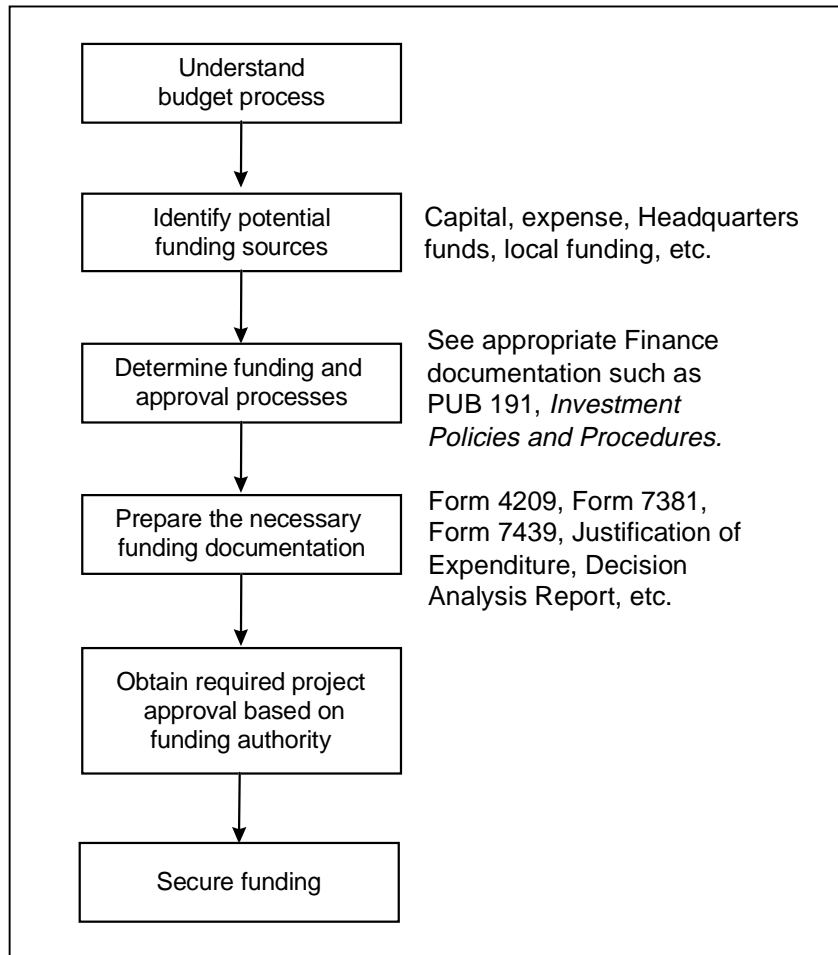 Understand
budget process
Identify potential
funding sources
Capital, expense, Headquarters
funds, local funding, etc.
Determine funding and
approval processes
See appropriate Finance
documentation such as
PUB 191, Investment
Policies and Procedures.
Prepare the necessary
funding documentation
Form 4209, Form 7381,
Form 7439, Justification of
Expenditure, Decision
Analysis Report, etc.
Obtain required project
approval based on
funding authority
Secure funding